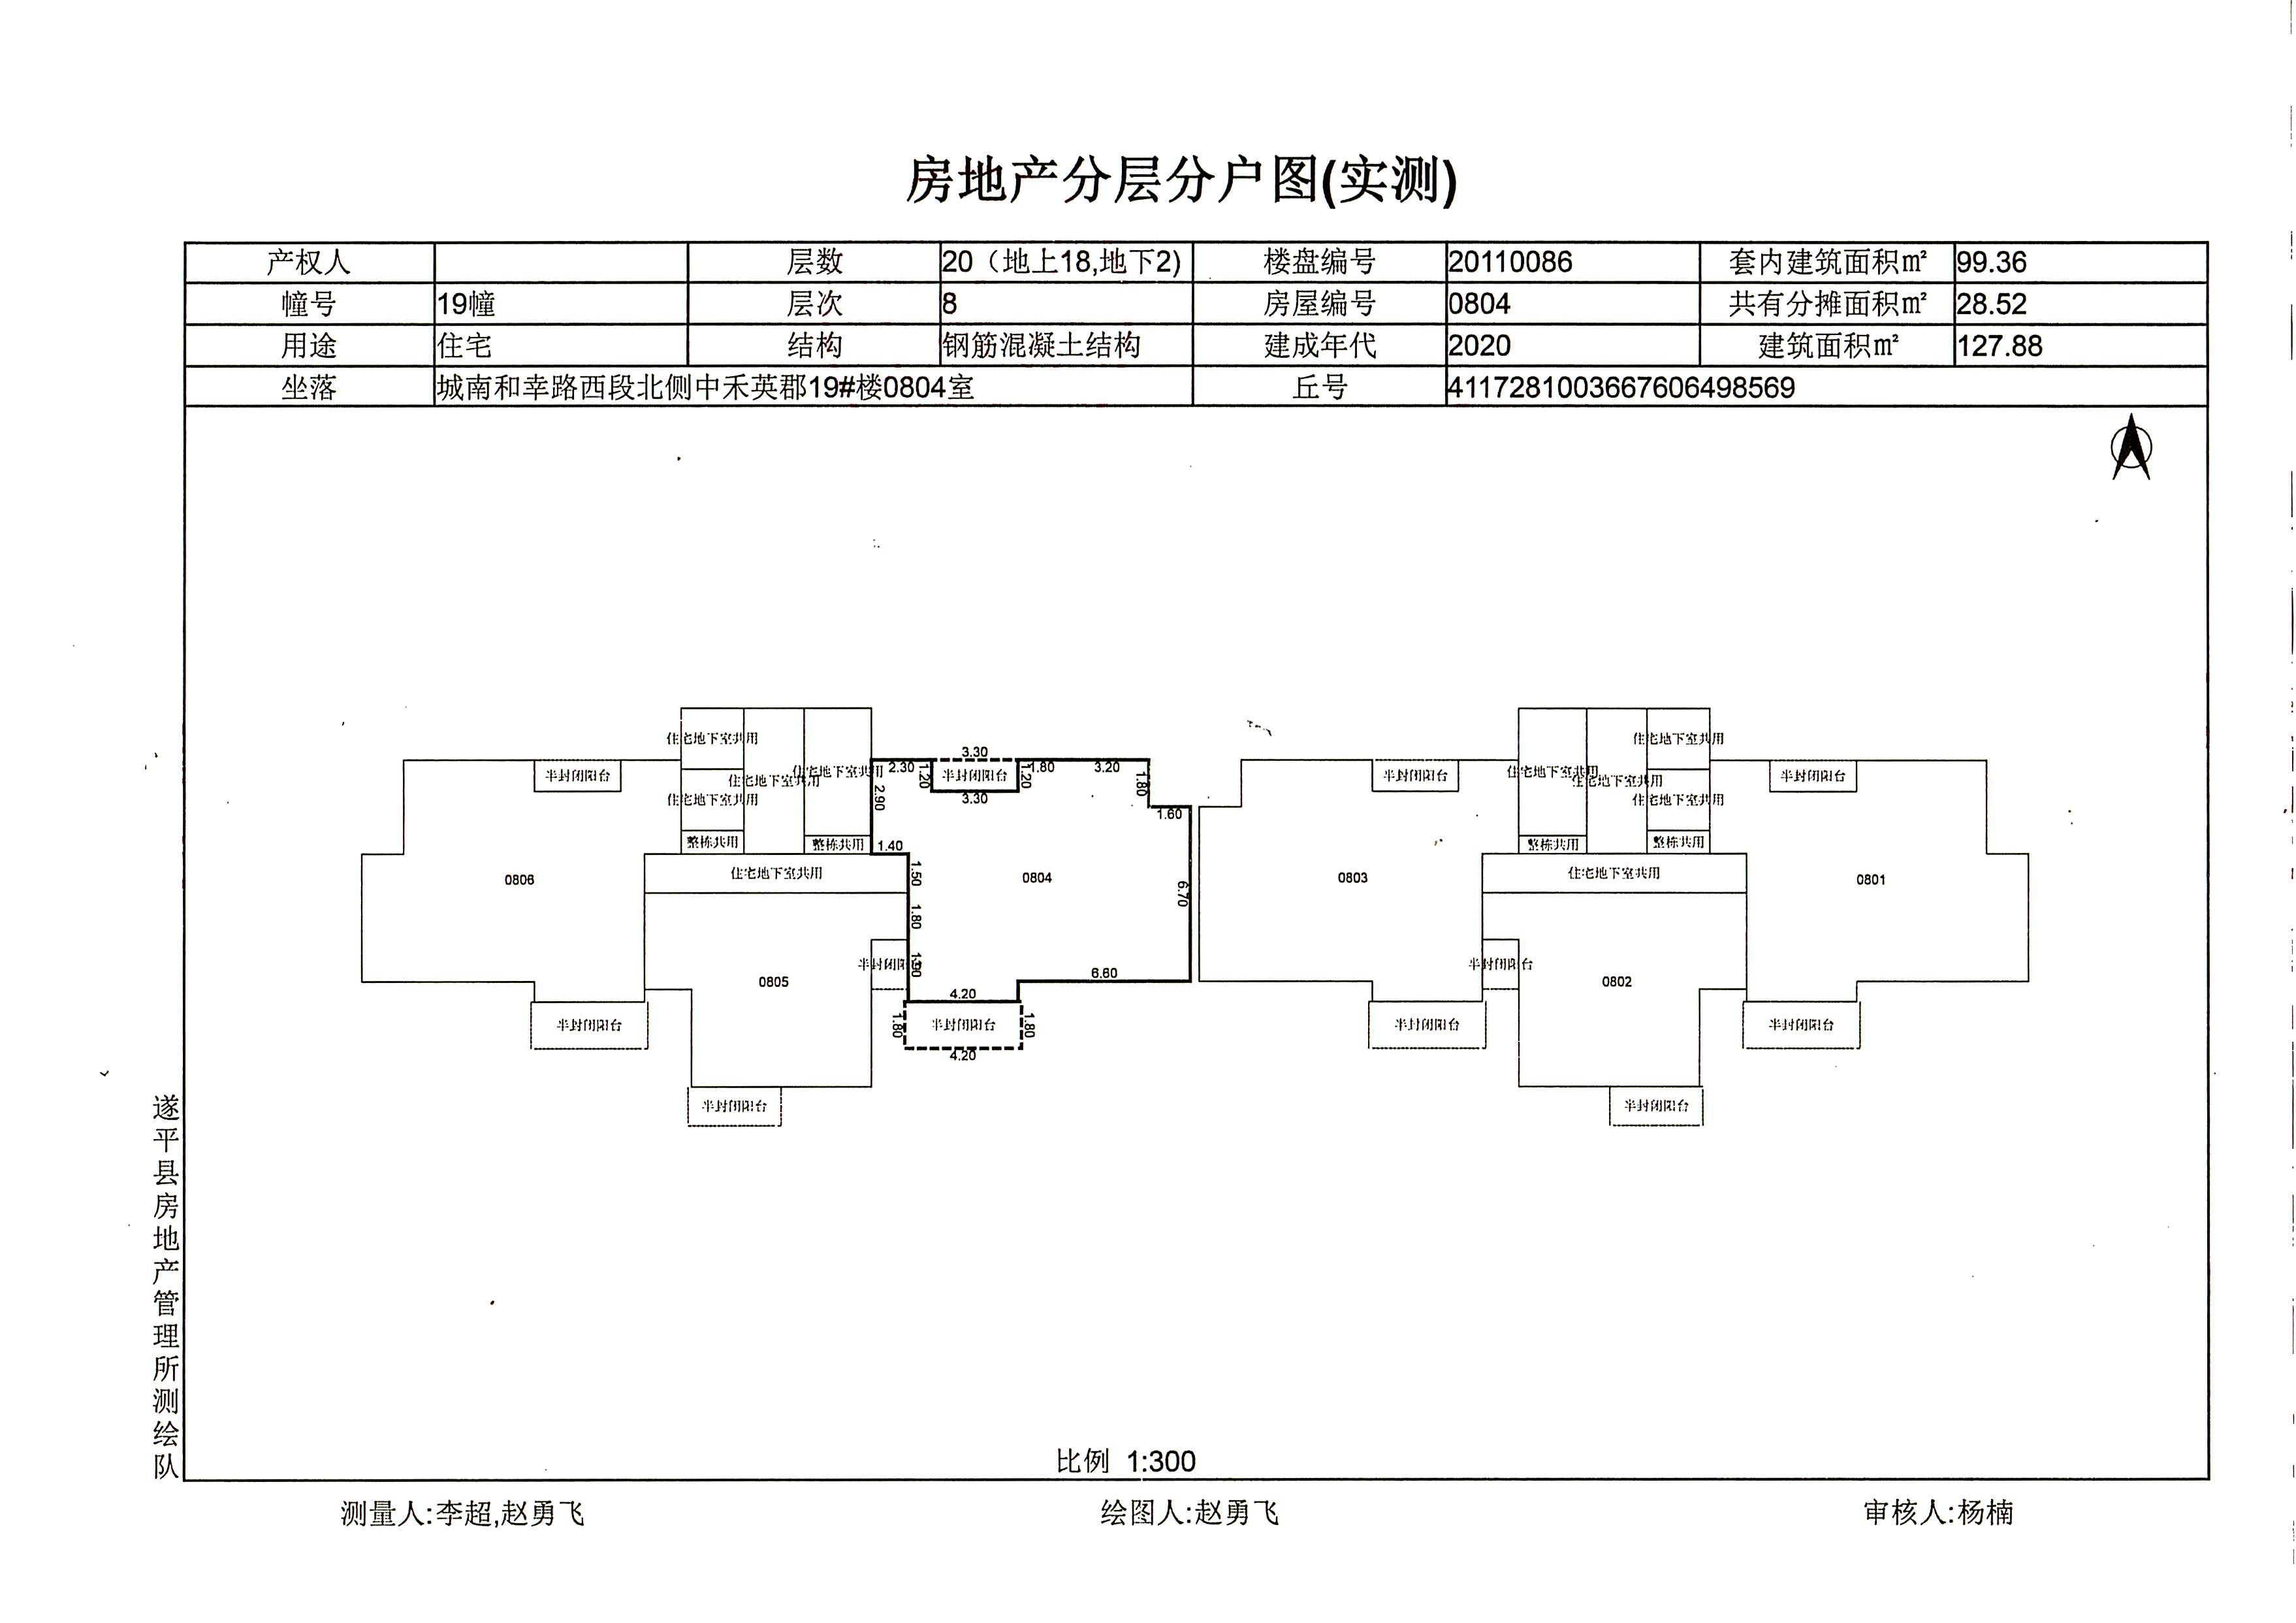 房地产分层分户图(实测)
产权人 层数 20（地上18,地下2) 楼盘编号 20110086 套内建筑面积㎡ 99.36
幢号 19幢 层次 8 房屋编号 0804 共有分摊面积㎡ 28.52
用途 住宅 结构 钢筋混凝土结构 建成年代 2020 建筑面积㎡ 127.88
坐落 城南和幸路西段北侧中禾英郡19#楼0804室 丘号 4117281003667606498569
住宅地下室共用 住宅地下室共用
3.30
2.30 1.20 半封闭阳台 1.20 1.80 3.20 1.80
半封闭阳台 住宅地下室共用 住宅地下室共用 半封闭阳台 住宅地下室共用 住宅地下室共用 半封闭阳台
住宅地下室共用 2.90 3.30 住宅地下室共用
1.60
整栋共用 整栋共用 1.40 整栋共用 整栋共用
0806 住宅地下室共用 1.50 0804 6.70 0803 住宅地下室共用 0801
1.80
半封闭阳 1.90 半封闭阳台
0805 6.60 0802
4.20
半封闭阳台 1.80 半封闭阳台 1.80 半封闭阳台 半封闭阳台
4.20
半封闭阳台 半封闭阳台
遂平县房地产管理所测绘队
比例 1:300
测量人:李超,赵勇飞 绘图人:赵勇飞 审核人:杨楠